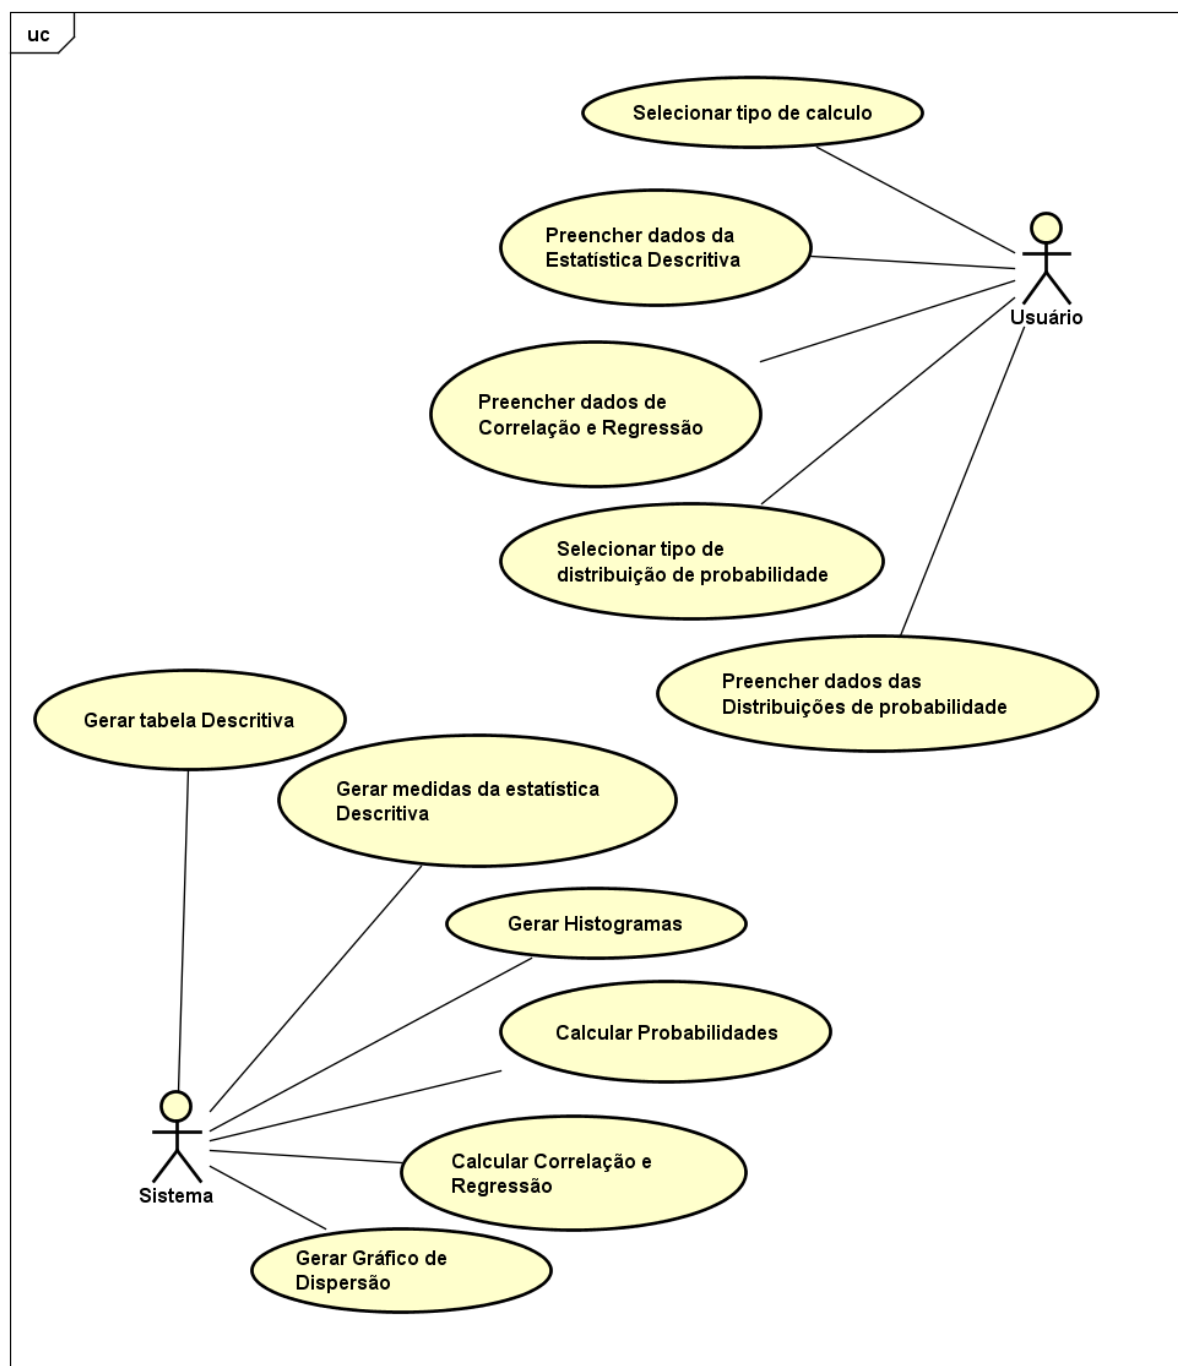 uc
Selecionar tipo de calculo
Preencher dados da
Estatística Descritiva
Usuário
Preencher dados de
Correlação e Regressão
Selecionar tipo de
distribuição de probabilidade
Preencher dados das
Distribuições de probabilidade
Gerar tabela Descritiva
Gerar medidas da estatística
Descritiva
Gerar Histogramas
Calcular Probabilidades
Calcular Correlação e
Regressão
Sistema
Gerar Gráfico de
Dispersão